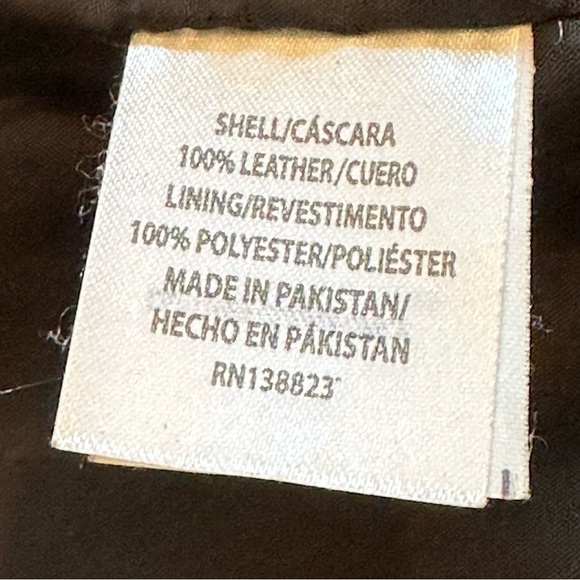 SHELL/CÁSCARA
100% LEATHER/CUERO
LINING/REVESTIMENTO
100% POLYESTER/POLIÉSTER
MADE IN PAKISTAN/
HECHO EN PÁKISTAN
RN138823